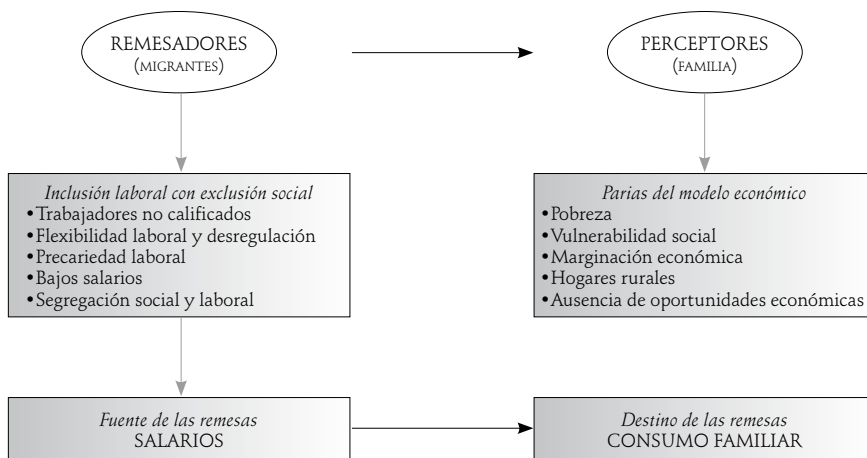 REMESADORES
(MIGRANTES)
PERCEPTORES
(FAMILIA)
Inclusión laboral con exclusión social
•Trabajadores no calificados
•Flexibilidad laboral y desregulación
•Precariedad laboral
•Bajos salarios
•Segregación social y laboral
Parias del modelo económico
•Pobreza
•Vulnerabilidad social
•Marginación económica
•Hogares rurales
•Ausencia de oportunidades económicas
Fuente de las remesas
SALARIOS
Destino de las remesas
CONSUMO FAMILIAR